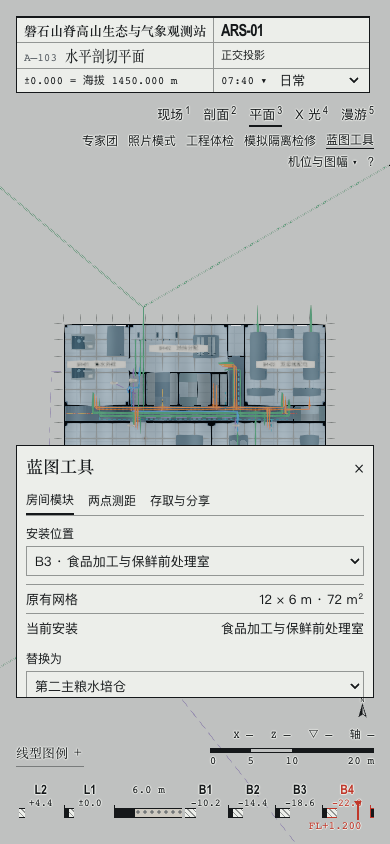 磐石山脊高山生态与气象观测站 ARS-01
A—103 水平剖切平面 正交投影
±0.000 = 海拔 1450.000 m 07:40 ▾ 日常
现场1 剖面2 平面3 X 光4 漫游5
专家团 照片模式 工程体检 模拟隔离检修 蓝图工具
机位与图幅 ▾ ?
蓝图工具 ×
房间模块 两点测距 存取与分享
安装位置
B3 · 食品加工与保鲜前处理室
原有网格 12 × 6 m · 72 m²
当前安装 食品加工与保鲜前处理室
替换为
第二主粮水培仓
N
X — Z — ▽ — 轴 —
线型图例 +
0 5 10 20 m
L2 L1 6.0 m B1 B2 B3 B4
+4.4 ±0.0 -10.2 -14.4 -18.6
FL+1.200